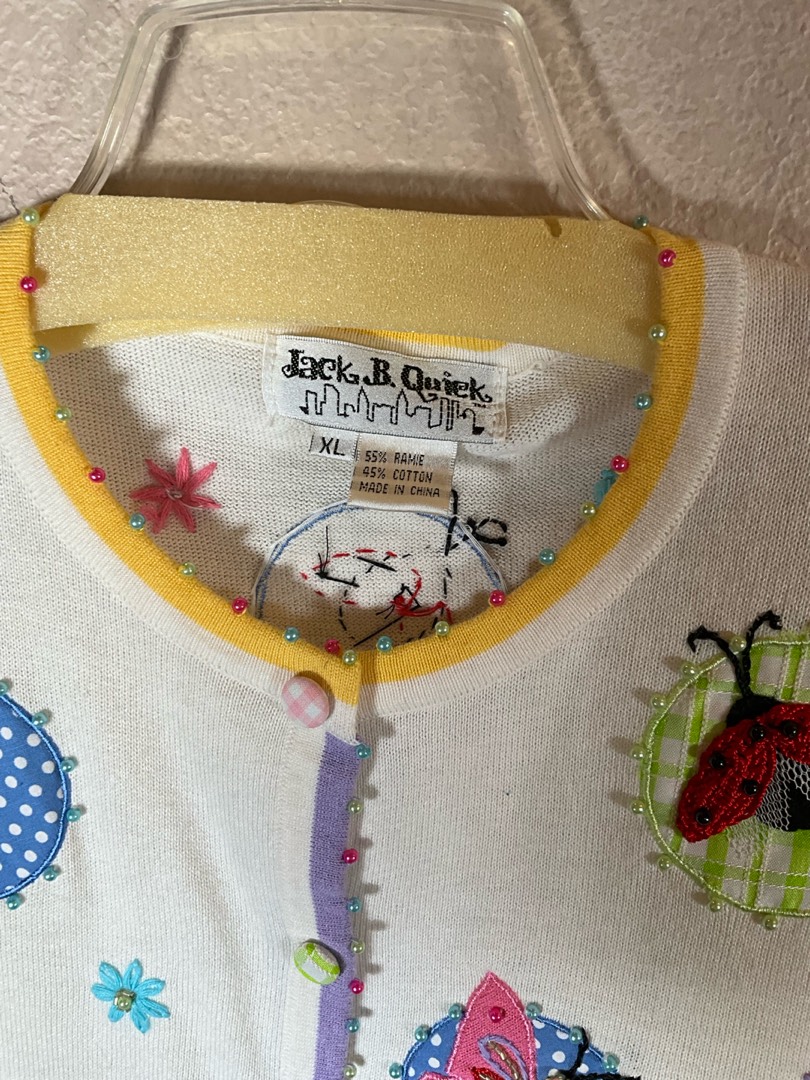 Jack B. Quick
XL
55% RAMIE
45% COTTON
MADE IN CHINA